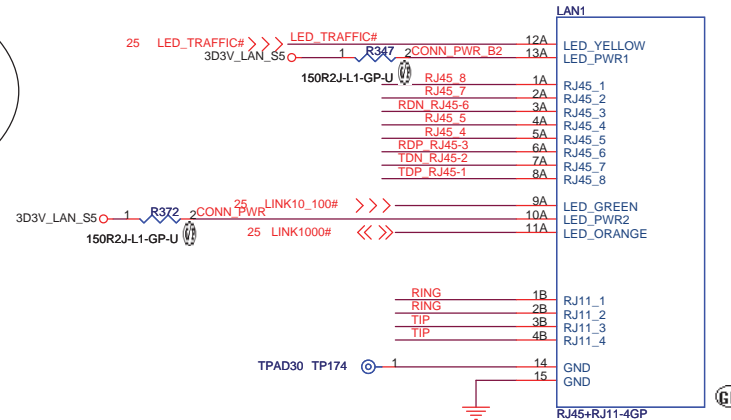 LAN1
25 LED_TRAFFIC# LED_TRAFFIC# 12A LED_YELLOW
3D3V_LAN_S5 1 R347 2 CONN_PWR_B2 13A LED_PWR1
150R2J-L1-GP-U
RJ45_8 1A RJ45_1
RJ45_7 2A RJ45_2
RDN_RJ45-6 3A RJ45_3
RJ45_5 4A RJ45_4
RJ45_4 5A RJ45_5
RDP_RJ45-3 6A RJ45_6
TDN_RJ45-2 7A RJ45_7
TDP_RJ45-1 8A RJ45_8
25 LINK10_100# 9A LED_GREEN
3D3V_LAN_S5 1 R372 2 CONN_PWR 10A LED_PWR2
150R2J-L1-GP-U
25 LINK1000# 11A LED_ORANGE
RING 1B RJ11_1
RING 2B RJ11_2
TIP 3B RJ11_3
TIP 4B RJ11_4
TPAD30 TP174 1 14 GND
15 GND
RJ45+RJ11-4GP